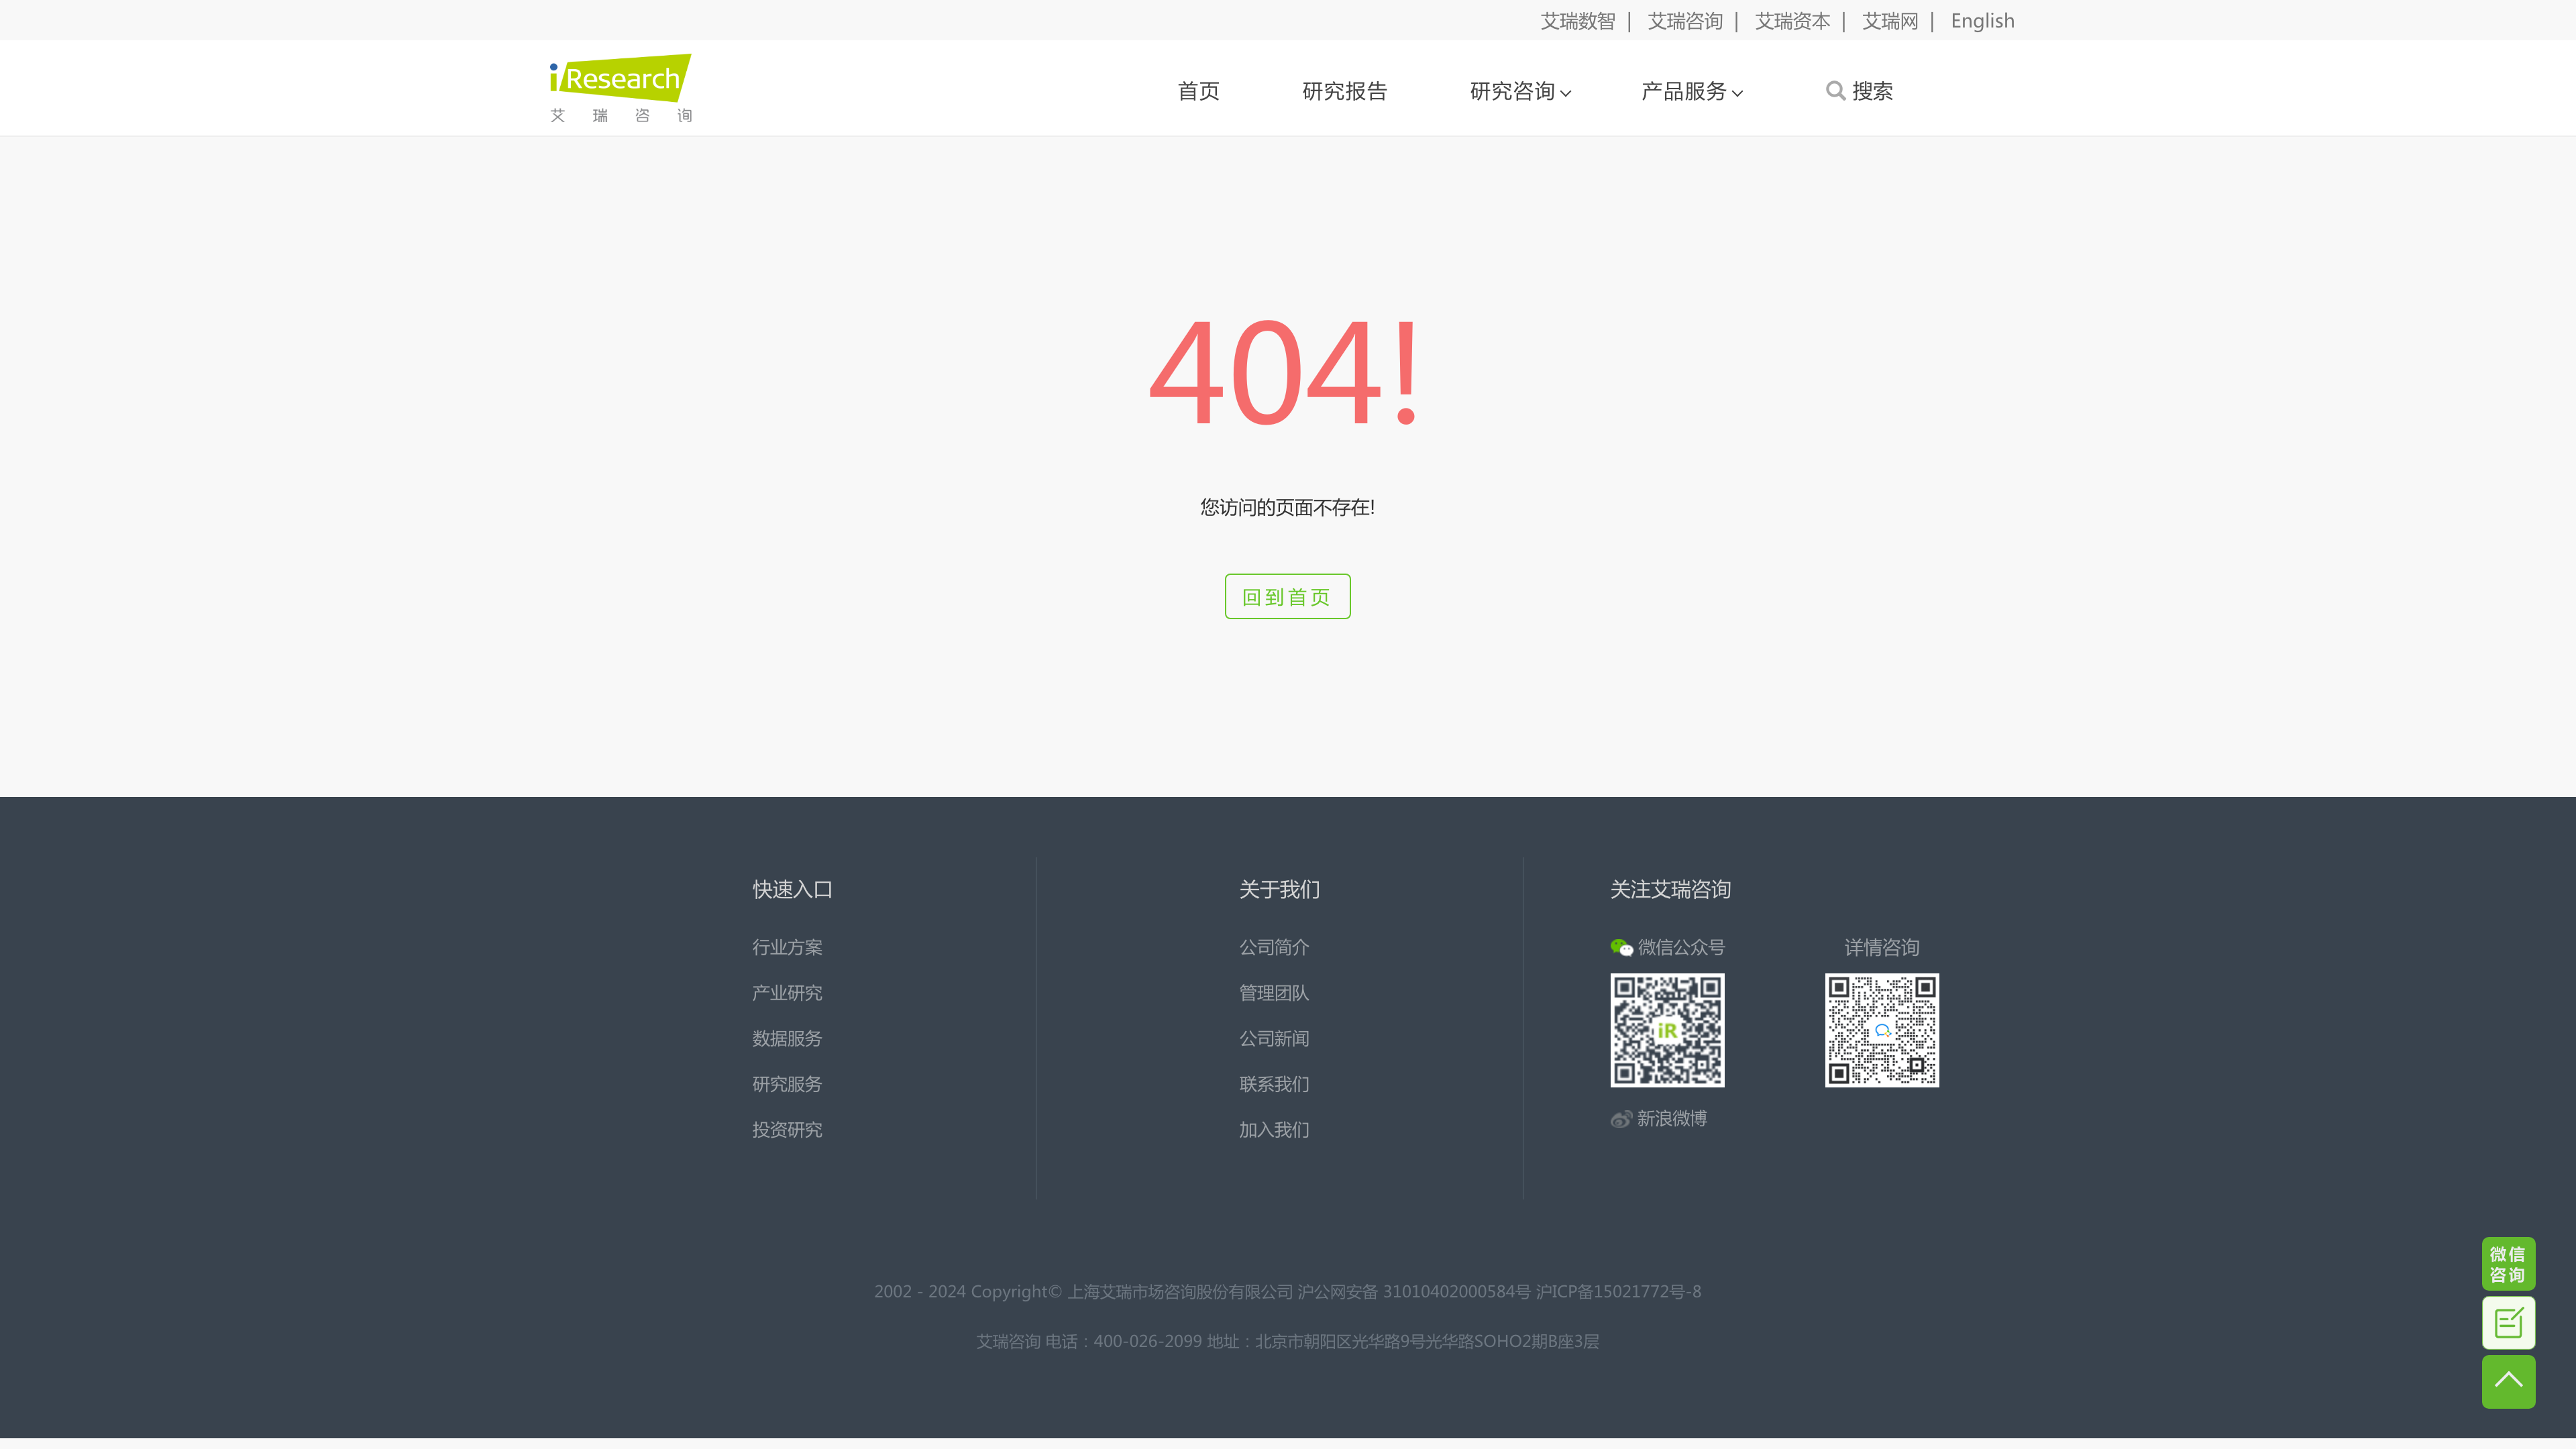 艾瑞数智 | 艾瑞咨询 | 艾瑞资本 | 艾瑞网 | English
iResearch
艾瑞咨询
首页 研究报告 研究咨询 产品服务 搜索
404!
您访问的页面不存在!
回到首页
快速入口
行业方案
产业研究
数据服务
研究服务
投资研究
关于我们
公司简介
管理团队
公司新闻
联系我们
加入我们
关注艾瑞咨询
微信公众号
iR
详情咨询
新浪微博
微信
咨询
2002 - 2024 Copyright© 上海艾瑞市场咨询股份有限公司 沪公网安备 31010402000584号 沪ICP备15021772号-8
艾瑞咨询 电话：400-026-2099 地址：北京市朝阳区光华路9号光华路SOHO2期B座3层